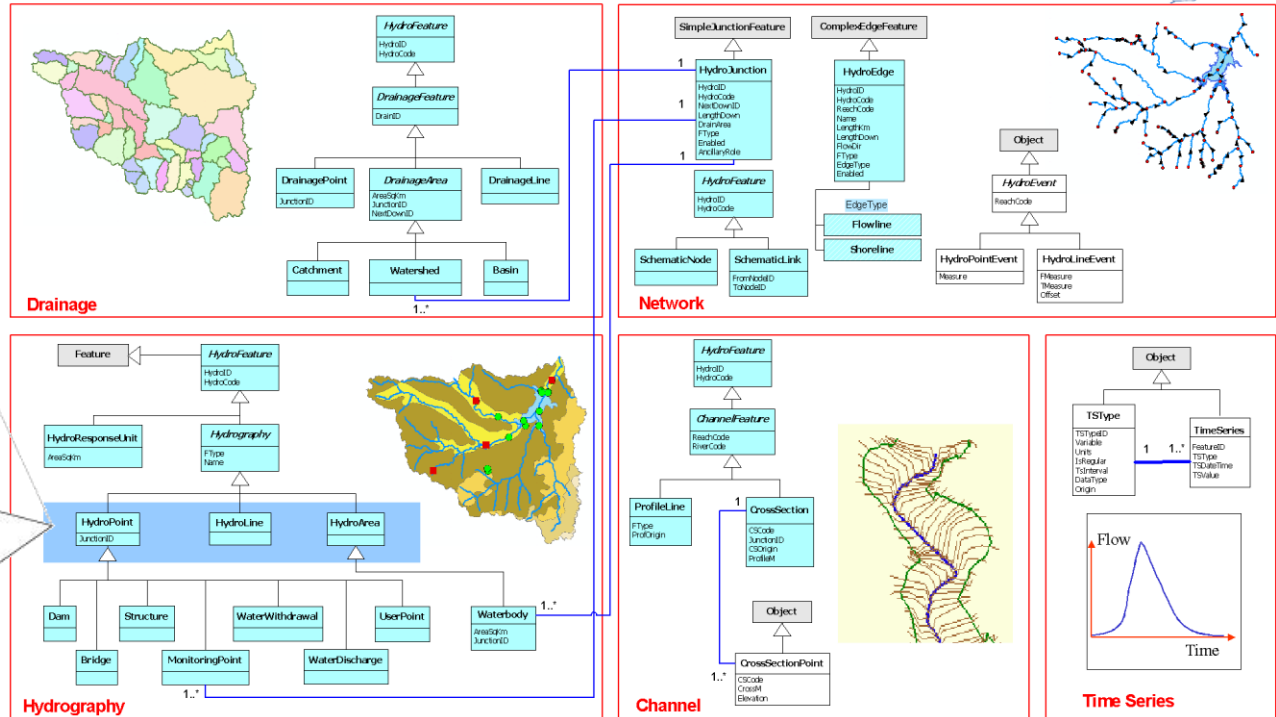 HydroFeature
HydroID
HydroCode
DrainageFeature
DrainID
DrainagePoint
JunctionID
DrainageArea
AreaSqKm
JunctionID
NextDownID
DrainageLine
Catchment
Watershed
Basin
1..*
Drainage
SimpleJunctionFeature
ComplexEdgeFeature
1
HydroJunction
HydroID
HydroCode
NextDownID
LengthDown
DrainArea
FType
Enabled
AncillaryRole
1
1
HydroEdge
HydroID
HydroCode
ReachCode
Name
LengthKm
LengthDown
FlowDir
FType
EdgeType
Enabled
HydroFeature
HydroID
HydroCode
EdgeType
Flowline
Shoreline
SchematicNode
SchematicLink
FromNodeID
ToNodeID
Object
HydroEvent
ReachCode
HydroPointEvent
Measure
HydroLineEvent
FMeasure
TMeasure
Offset
Network
Feature
HydroFeature
HydroID
HydroCode
HydroResponseUnit
AreaSqKm
Hydrography
FType
Name
HydroPoint
JunctionID
HydroLine
HydroArea
Dam
Structure
WaterWithdrawal
UserPoint
Waterbody
AreaSqKm
JunctionID
1..*
Bridge
MonitoringPoint
WaterDischarge
1..*
Hydrography
HydroFeature
HydroID
HydroCode
ChannelFeature
ReachCode
RiverCode
ProfileLine
FType
ProfOrigin
1
CrossSection
CSCode
JunctionID
CSOrigin
ProfileM
Object
CrossSectionPoint
CSCode
CrossM
Elevation
1..*
Channel
Object
TSType
TSTypeID
Variable
Units
IsRegular
TsInterval
DataType
Origin
1
1..*
TimeSeries
FeatureID
TSType
TSDateTime
TSValue
Flow
Time
Time Series